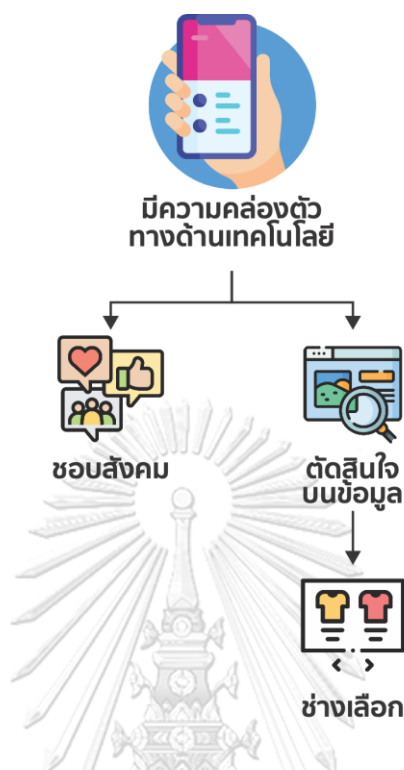 มีความคล่องตัว
ทางด้านเทคโนโลยี
ชอบสังคม
ตัดสินใจ
บนข้อมูล
ช่างเลือก